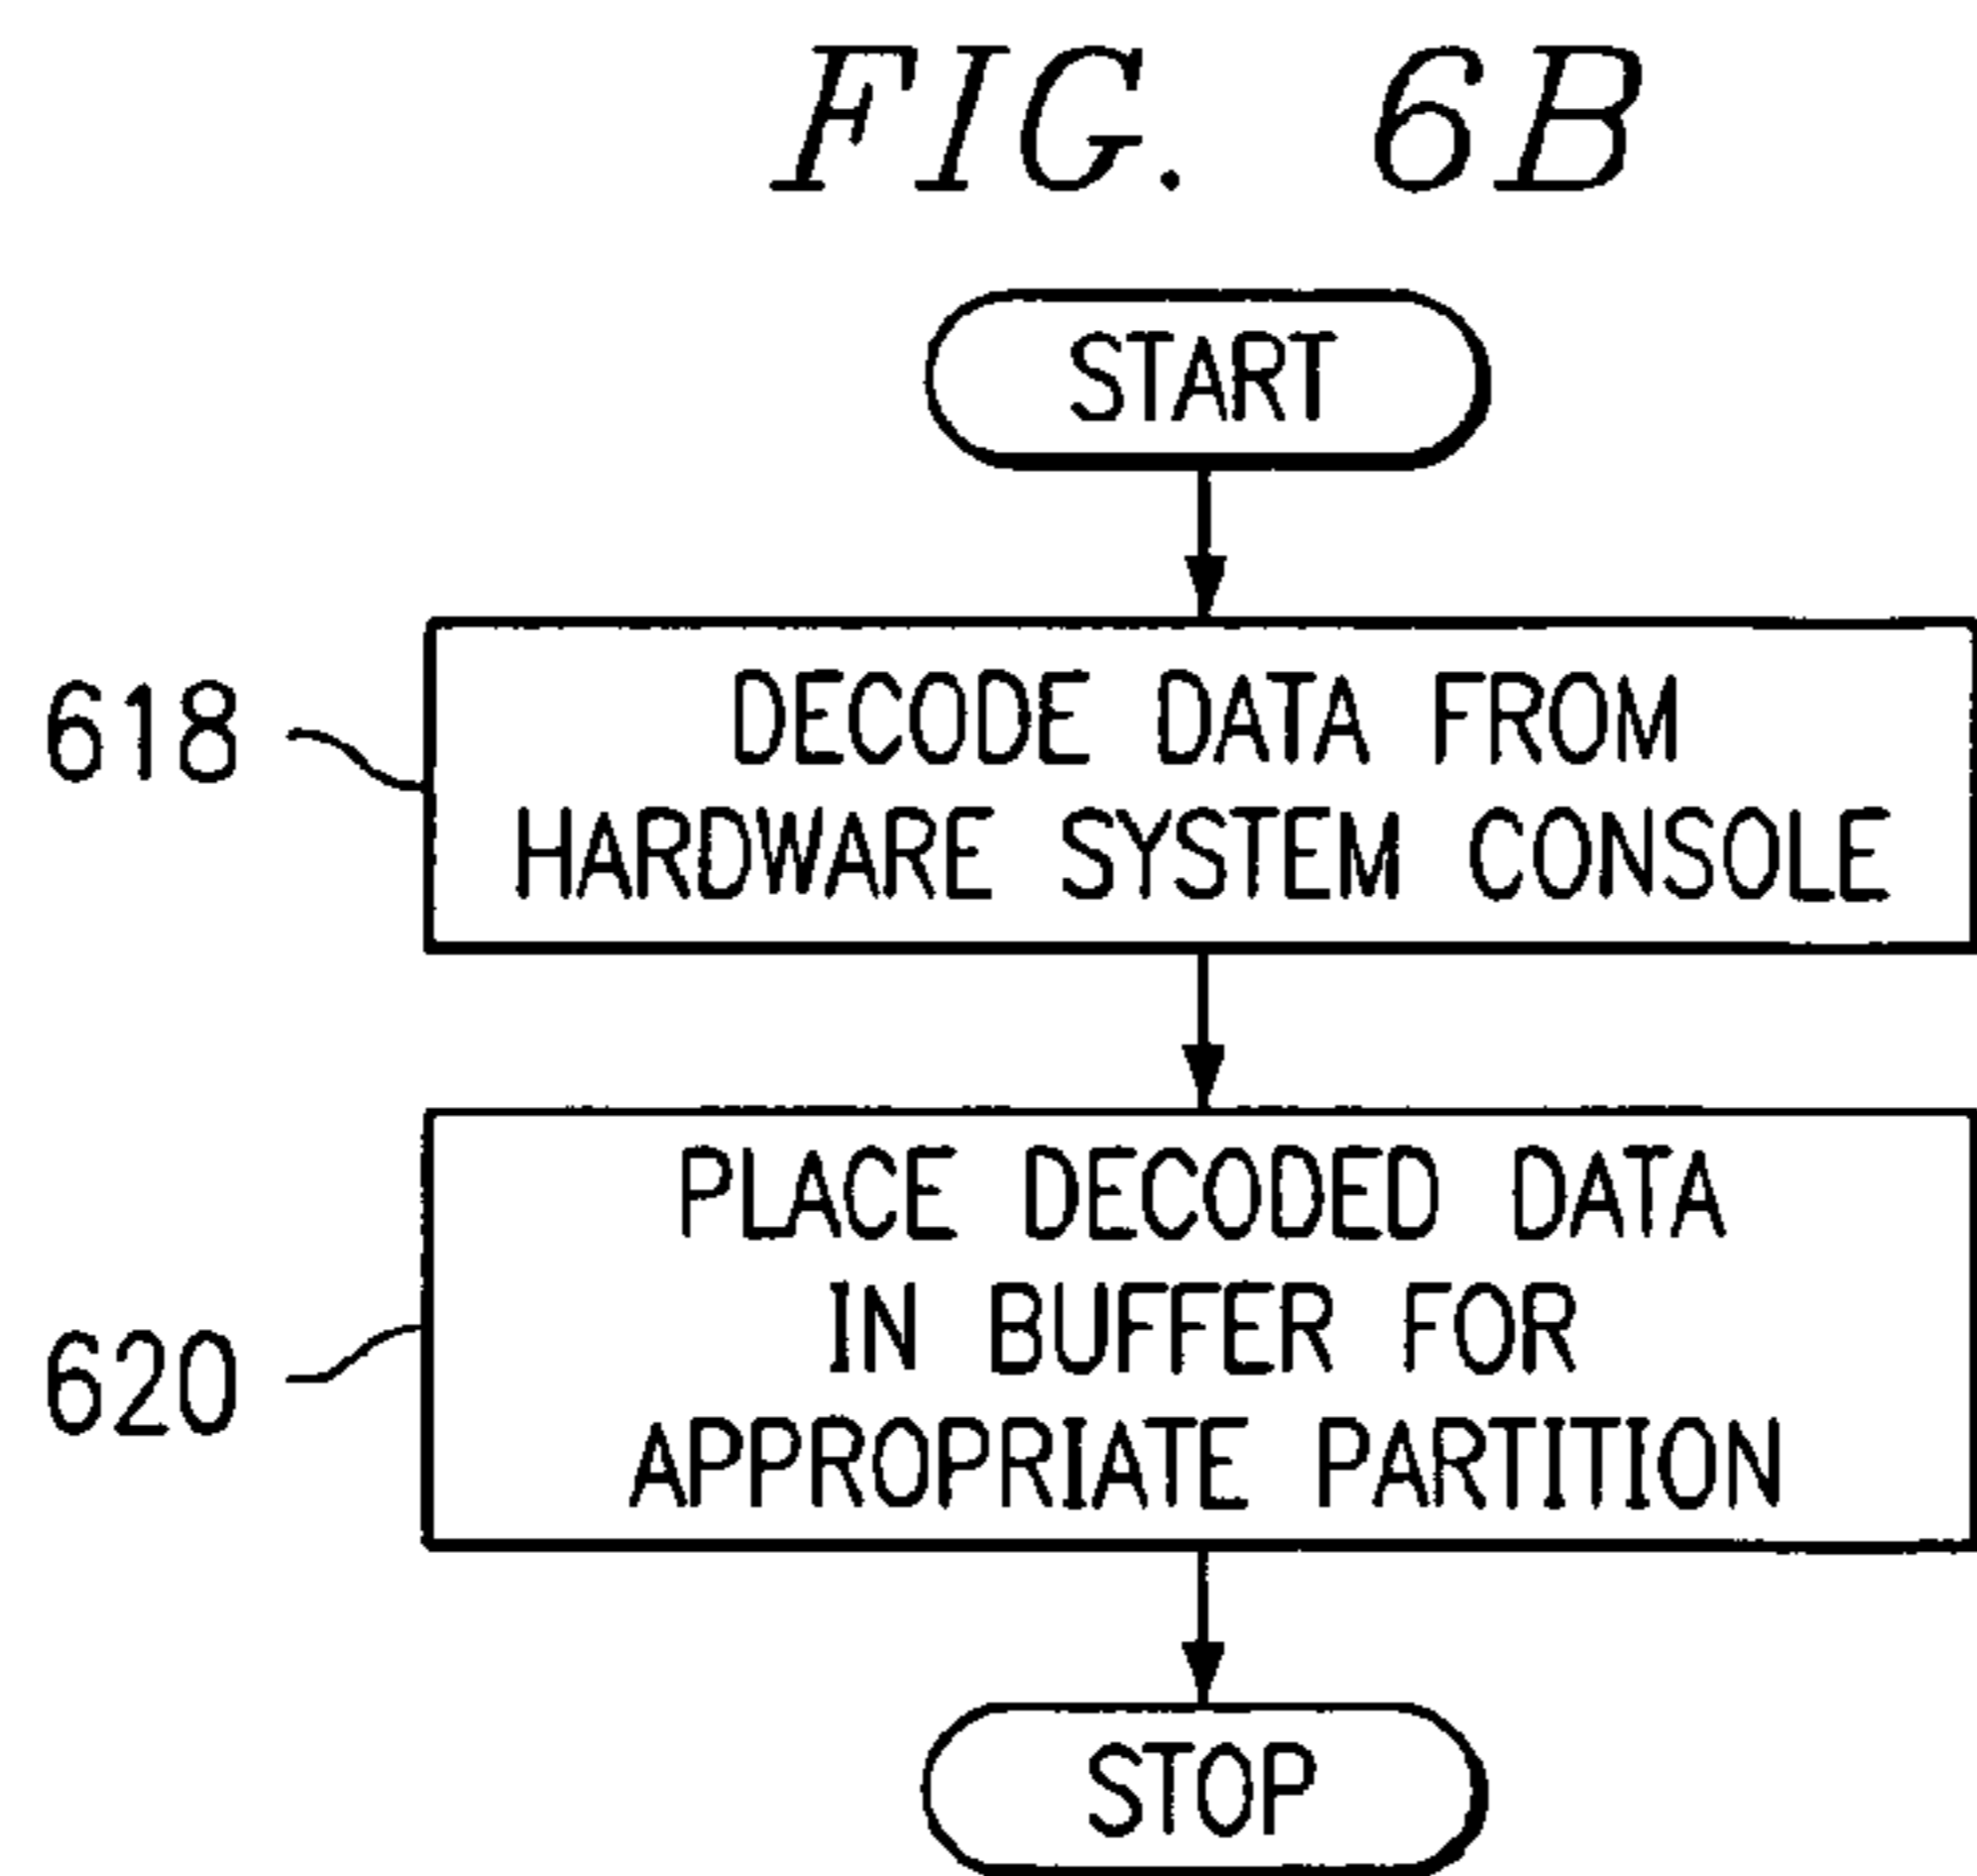 FIG. 6B
START
618
DECODE DATA FROM
HARDWARE SYSTEM CONSOLE
620
PLACE DECODED DATA
IN BUFFER FOR
APPROPRIATE PARTITION
STOP